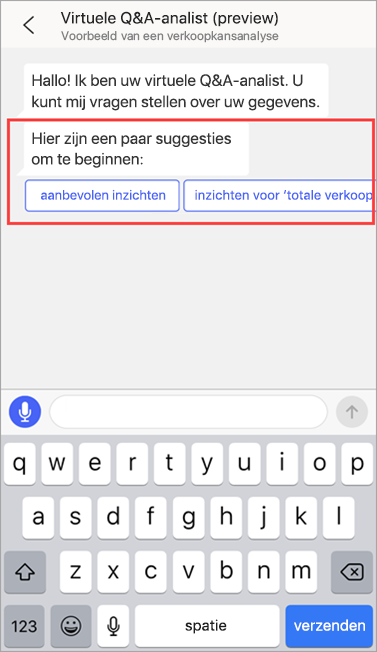 Virtuele Q&A-analist (preview)
Voorbeeld van een verkoopkansanalyse
Hallo! Ik ben uw virtuele Q&A-analist. U
kunt mij vragen stellen over uw gegevens.
Hier zijn een paar suggesties
om te beginnen:
aanbevolen inzichten
inzichten voor 'totale verkoop
q w e r t y u i o p
a s d f g h j k l
z x c v b n m
123 spatie verzenden